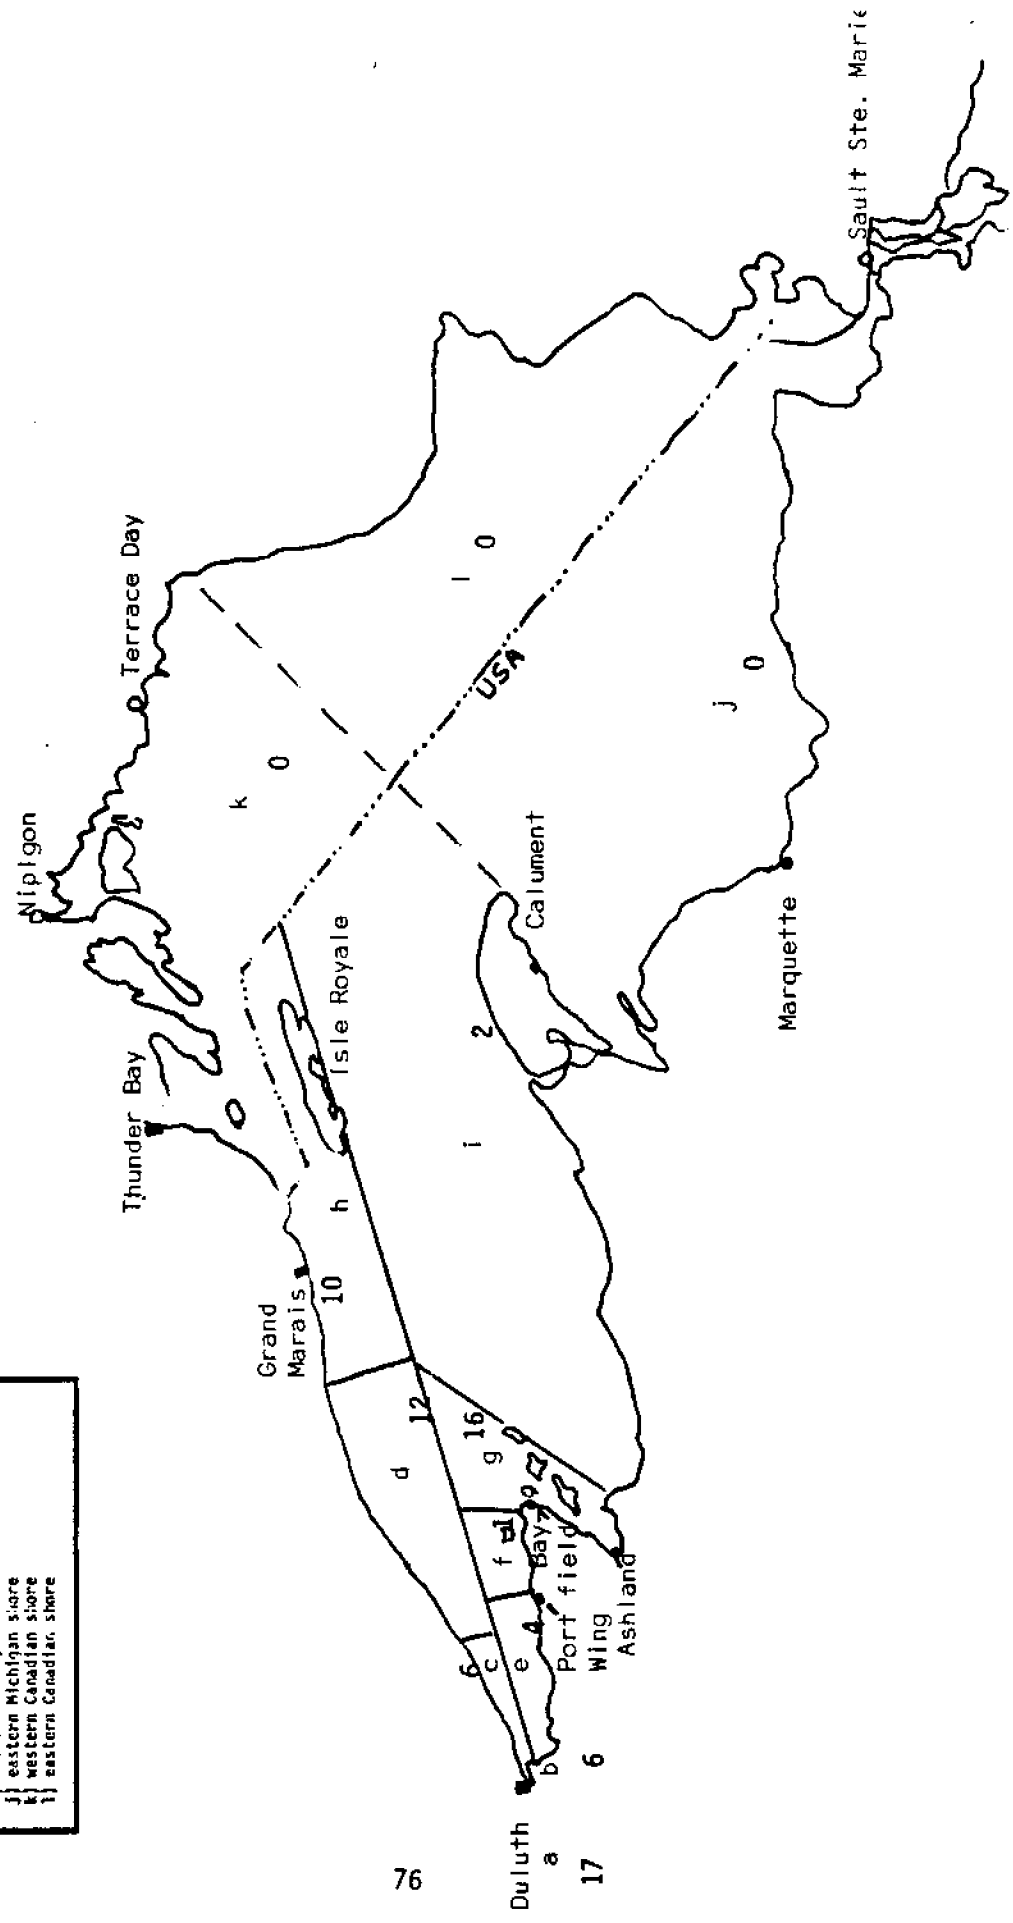 j) eastern Michigan shore
k) western Canadian shore
l) eastern Canadian shore
Nipigon
Terrace Day
Thunder Bay
Sault Ste. Marie
k
0
l
0
USA
Isle Royale
Grand
Marais
h
10
2
Calument
i
j
0
Marquette
d
12
16
g
f
1
6
c
e
4
Bay
field
Port
Wing
Ashland
Duluth
a
17
b
6
76